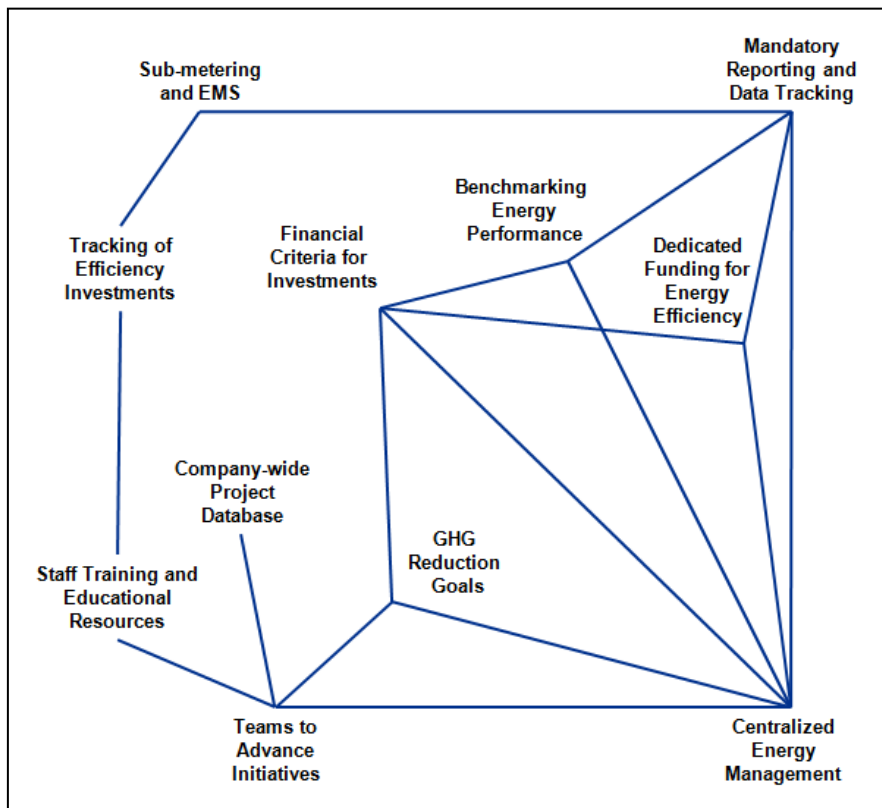 Sub-metering
and EMS
Mandatory
Reporting and
Data Tracking
Benchmarking
Energy
Performance
Tracking of
Efficiency
Investments
Financial
Criteria for
Investments
Dedicated
Funding for
Energy
Efficiency
Company-wide
Project
Database
GHG
Reduction
Goals
Staff Training and
Educational
Resources
Teams to
Advance
Initiatives
Centralized
Energy
Management